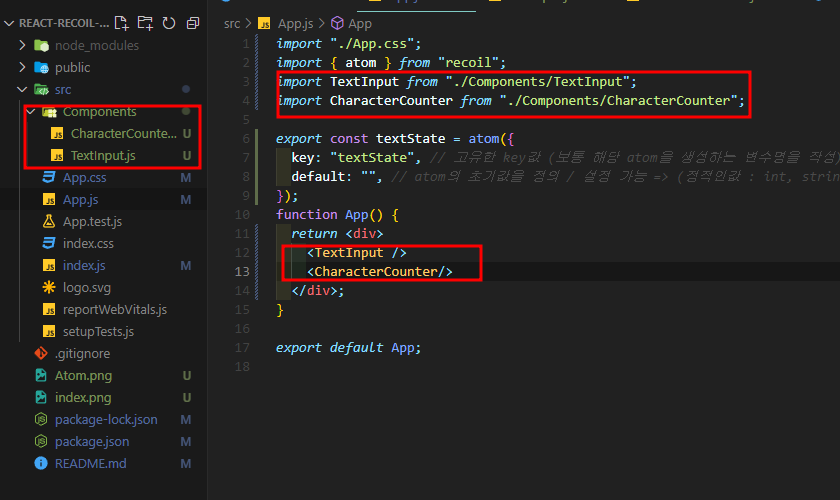 REACT-RECOIL-...
node_modules
public
src
Components
CharacterCounte... U
TextInput.js U
App.css M
App.js M
App.test.js
index.css
index.js M
logo.svg
reportWebVitals.js
setupTests.js
.gitignore
Atom.png U
index.png U
package-lock.json M
package.json M
README.md M
src > App.js > App
1 import "./App.css";
2 import { atom } from "recoil";
3 import TextInput from "./Components/TextInput";
4 import CharacterCounter from "./Components/CharacterCounter";
5
6 export const textState = atom({
7 key: "textState", // 고유한 key값 (보통 해당 atom을 생성하는 변수명을 작성)
8 default: "", // atom의 초기값을 정의 / 설정 가능 => (정적인값 : int, strin
9 });
10 function App() {
11 return <div>
12 <TextInput />
13 <CharacterCounter/>
14 </div>;
15 }
16
17 export default App;
18